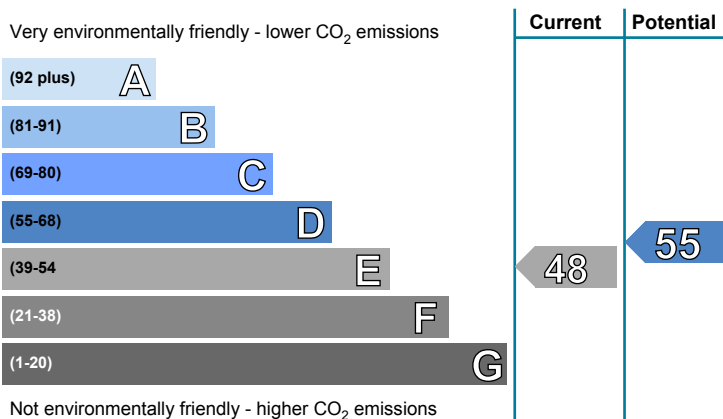 Current Potential
Very environmentally friendly - lower CO2 emissions
(92 plus) A
(81-91) B
(69-80) C
(55-68) D
(39-54 E
48
55
(21-38) F
(1-20) G
Not environmentally friendly - higher CO2 emissions